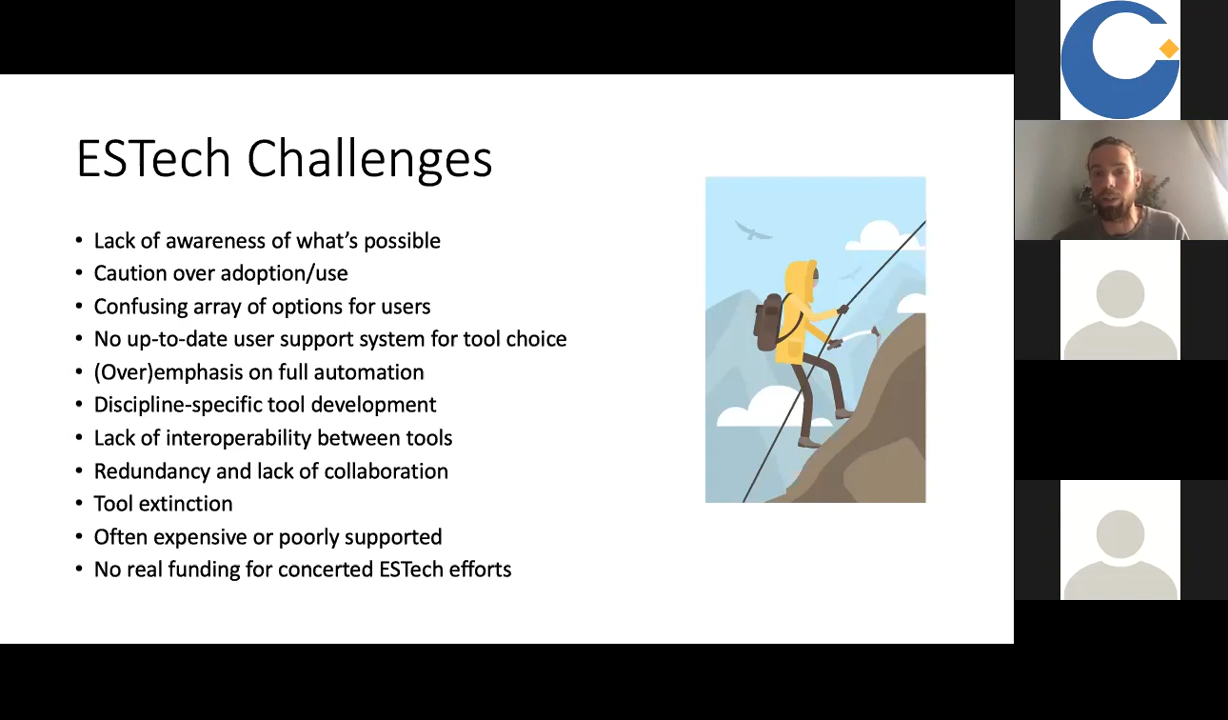 ESTech Challenges
• Lack of awareness of what’s possible
• Caution over adoption/use
• Confusing array of options for users
• No up-to-date user support system for tool choice
• (Over)emphasis on full automation
• Discipline-specific tool development
• Lack of interoperability between tools
• Redundancy and lack of collaboration
• Tool extinction
• Often expensive or poorly supported
• No real funding for concerted ESTech efforts